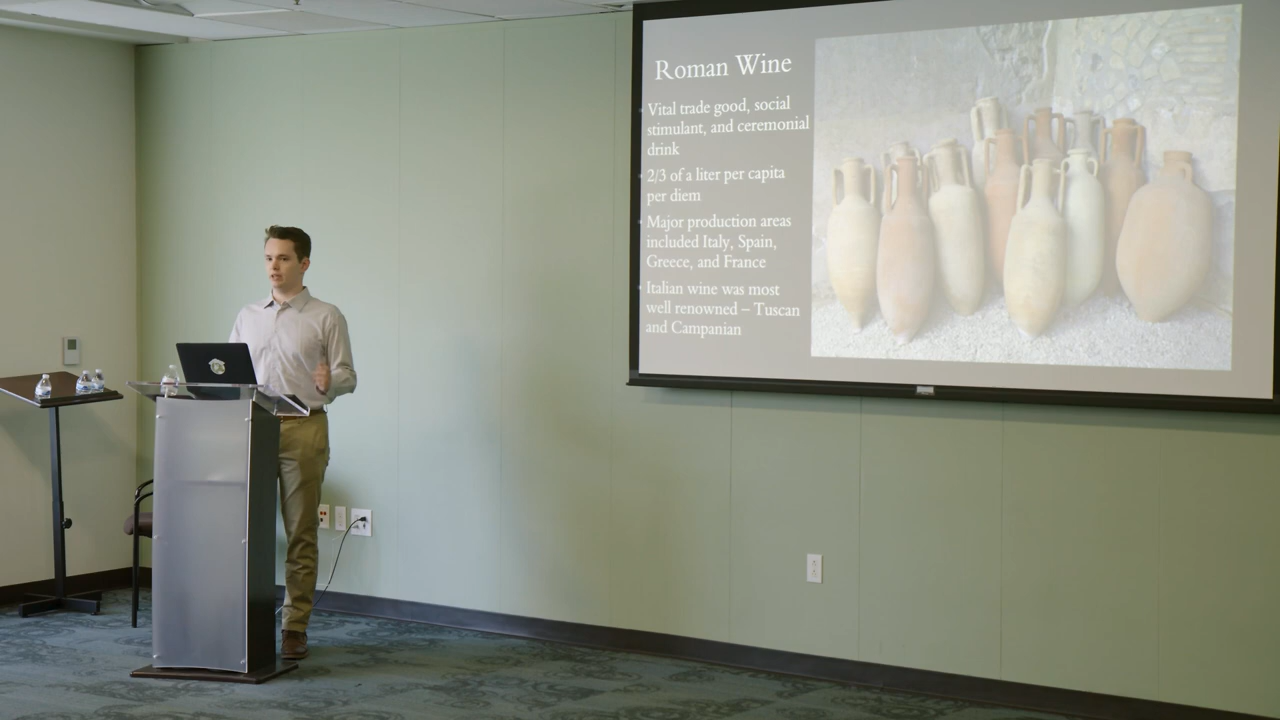 Roman Wine
Vital trade good, social
stimulant, and ceremonial
drink
2/3 of a liter per capita
per diem
Major production areas
included Italy, Spain,
Greece, and France
Italian wine was most
well renowned – Tuscan
and Campanian